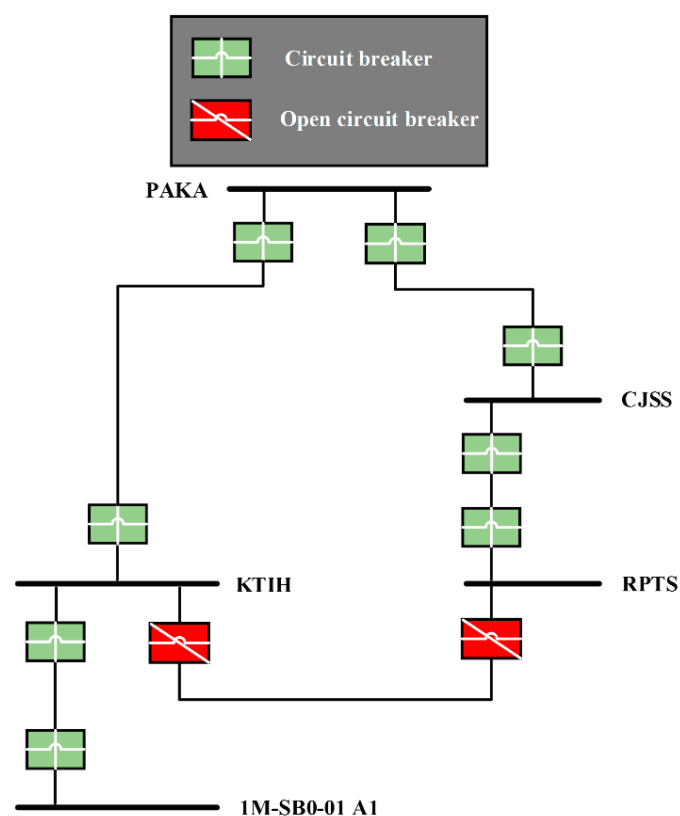 Circuit breaker
Open circuit breaker
PAKA
CJSS
KTIH
RPTS
1M-SB0-01 A1